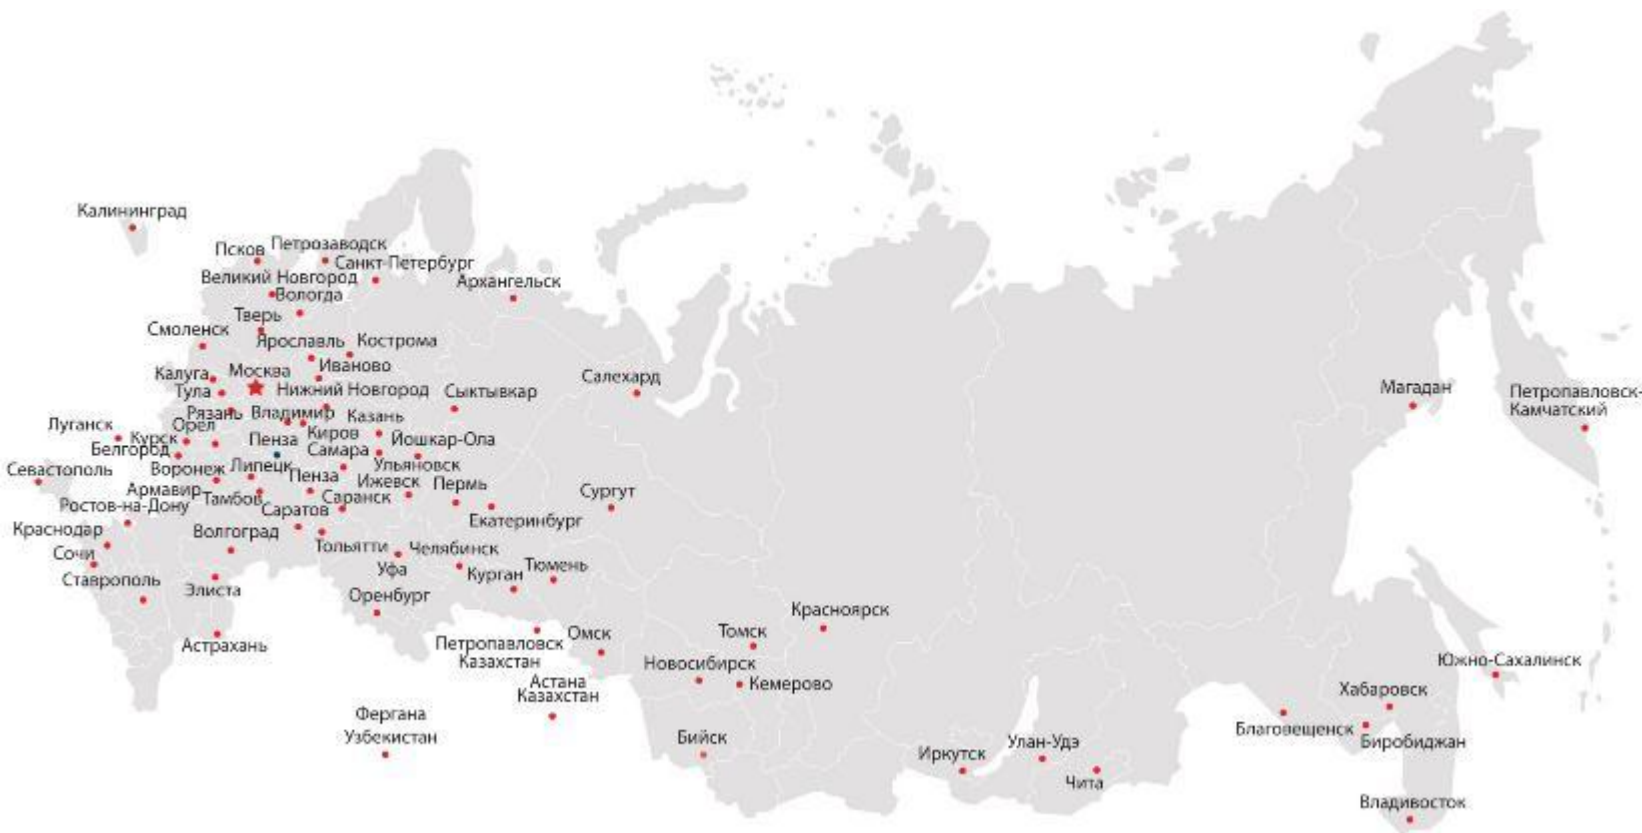 Калининград
Псков
Петрозаводск
Санкт-Петербург
Великий Новгород
Вологда
Архангельск
Тверь
Смоленск
Ярославль
Кострома
Калуга
Москва
Иваново
Тула
Нижний Новгород
Сыктывкар
Салехард
Магадан
Петропавловск-
Камчатский
Рязань
Владимир
Казань
Луганск
Орел
Курск
Пенза
Киров
Йошкар-Ола
Белгород
Самара
Севастополь
Воронеж
Липецк
Пенза
Ульяновск
Ижевск
Пермь
Армавир
Тамбов
Саранск
Сургут
Ростов-на-Дону
Саратов
Екатеринбург
Краснодар
Волгоград
Сочи
Тольятти
Челябинск
Ставрополь
Уфа
Курган
Тюмень
Элиста
Оренбург
Астрахань
Петропавловск
Казахстан
Омск
Томск
Красноярск
Новосибирск
Кемерово
Астана
Казахстан
Фергана
Узбекистан
Бийск
Иркутск
Улан-Удэ
Чита
Южно-Сахалинск
Хабаровск
Благовещенск
Биробиджан
Владивосток